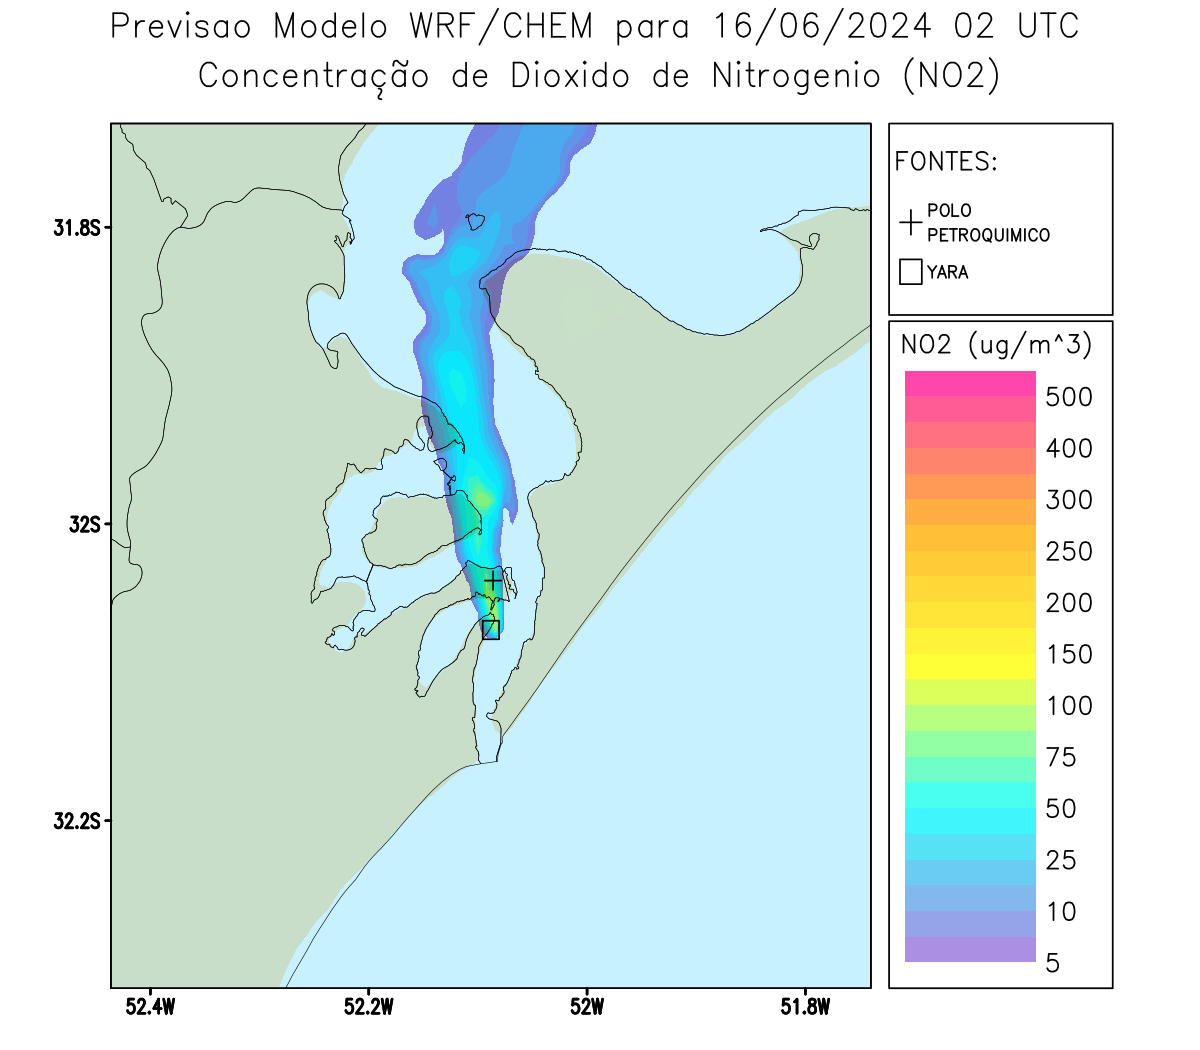 Previsao Modelo WRF/CHEM para 16/06/2024 02 UTC
Concentração de Dioxido de Nitrogenio (NO2)
FONTES:
POLO
PETROQUIMICO
YARA
NO2 (ug/m^3)
500
400
300
250
200
150
100
75
50
25
10
5
31.8S
32S
32.2S
52.4W
52.2W
52W
51.8W